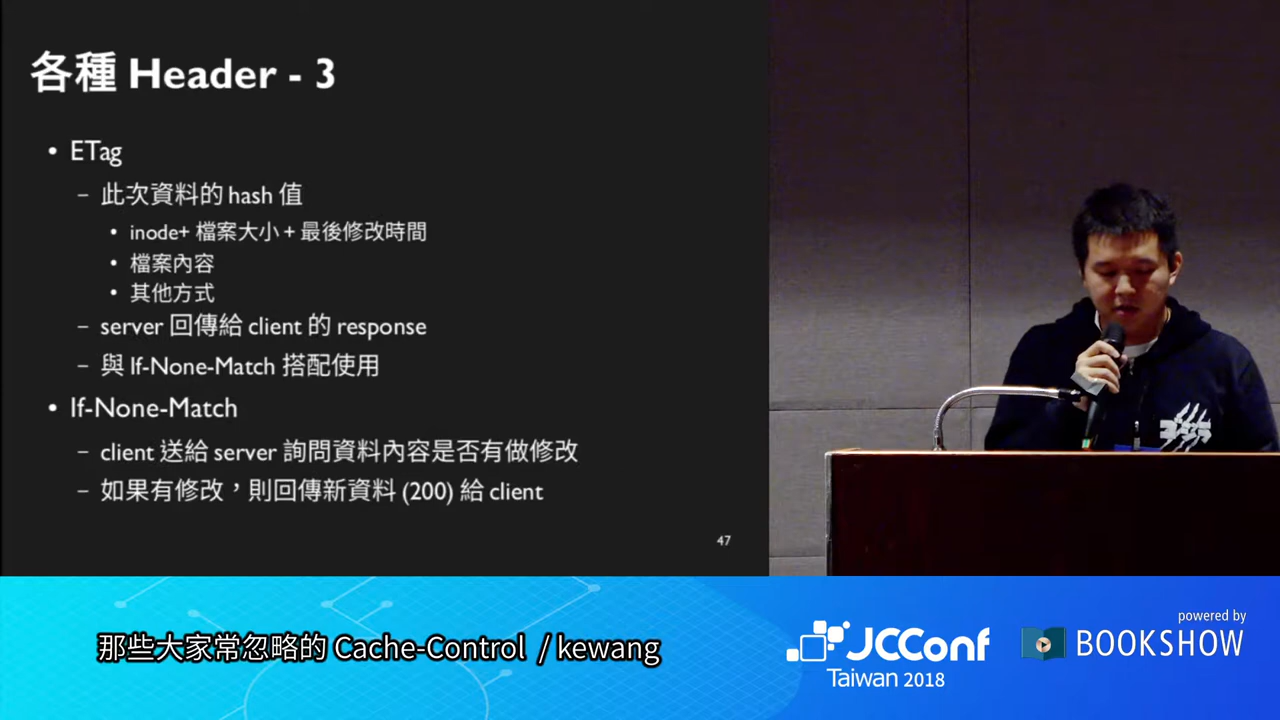 各種 Header - 3
• ETag
– 此次資料的 hash 值
• inode+ 檔案大小 + 最後修改時間
• 檔案內容
• 其他方式
– server 回傳給 client 的 response
– 與 If-None-Match 搭配使用
• If-None-Match
– client 送給 server 詢問資料內容是否有做修改
– 如果有修改，則回傳新資料 (200) 給 client
47
那些大家常忽略的 Cache-Control / kewang
JCConf
Taiwan 2018
powered by
BOOKSHOW